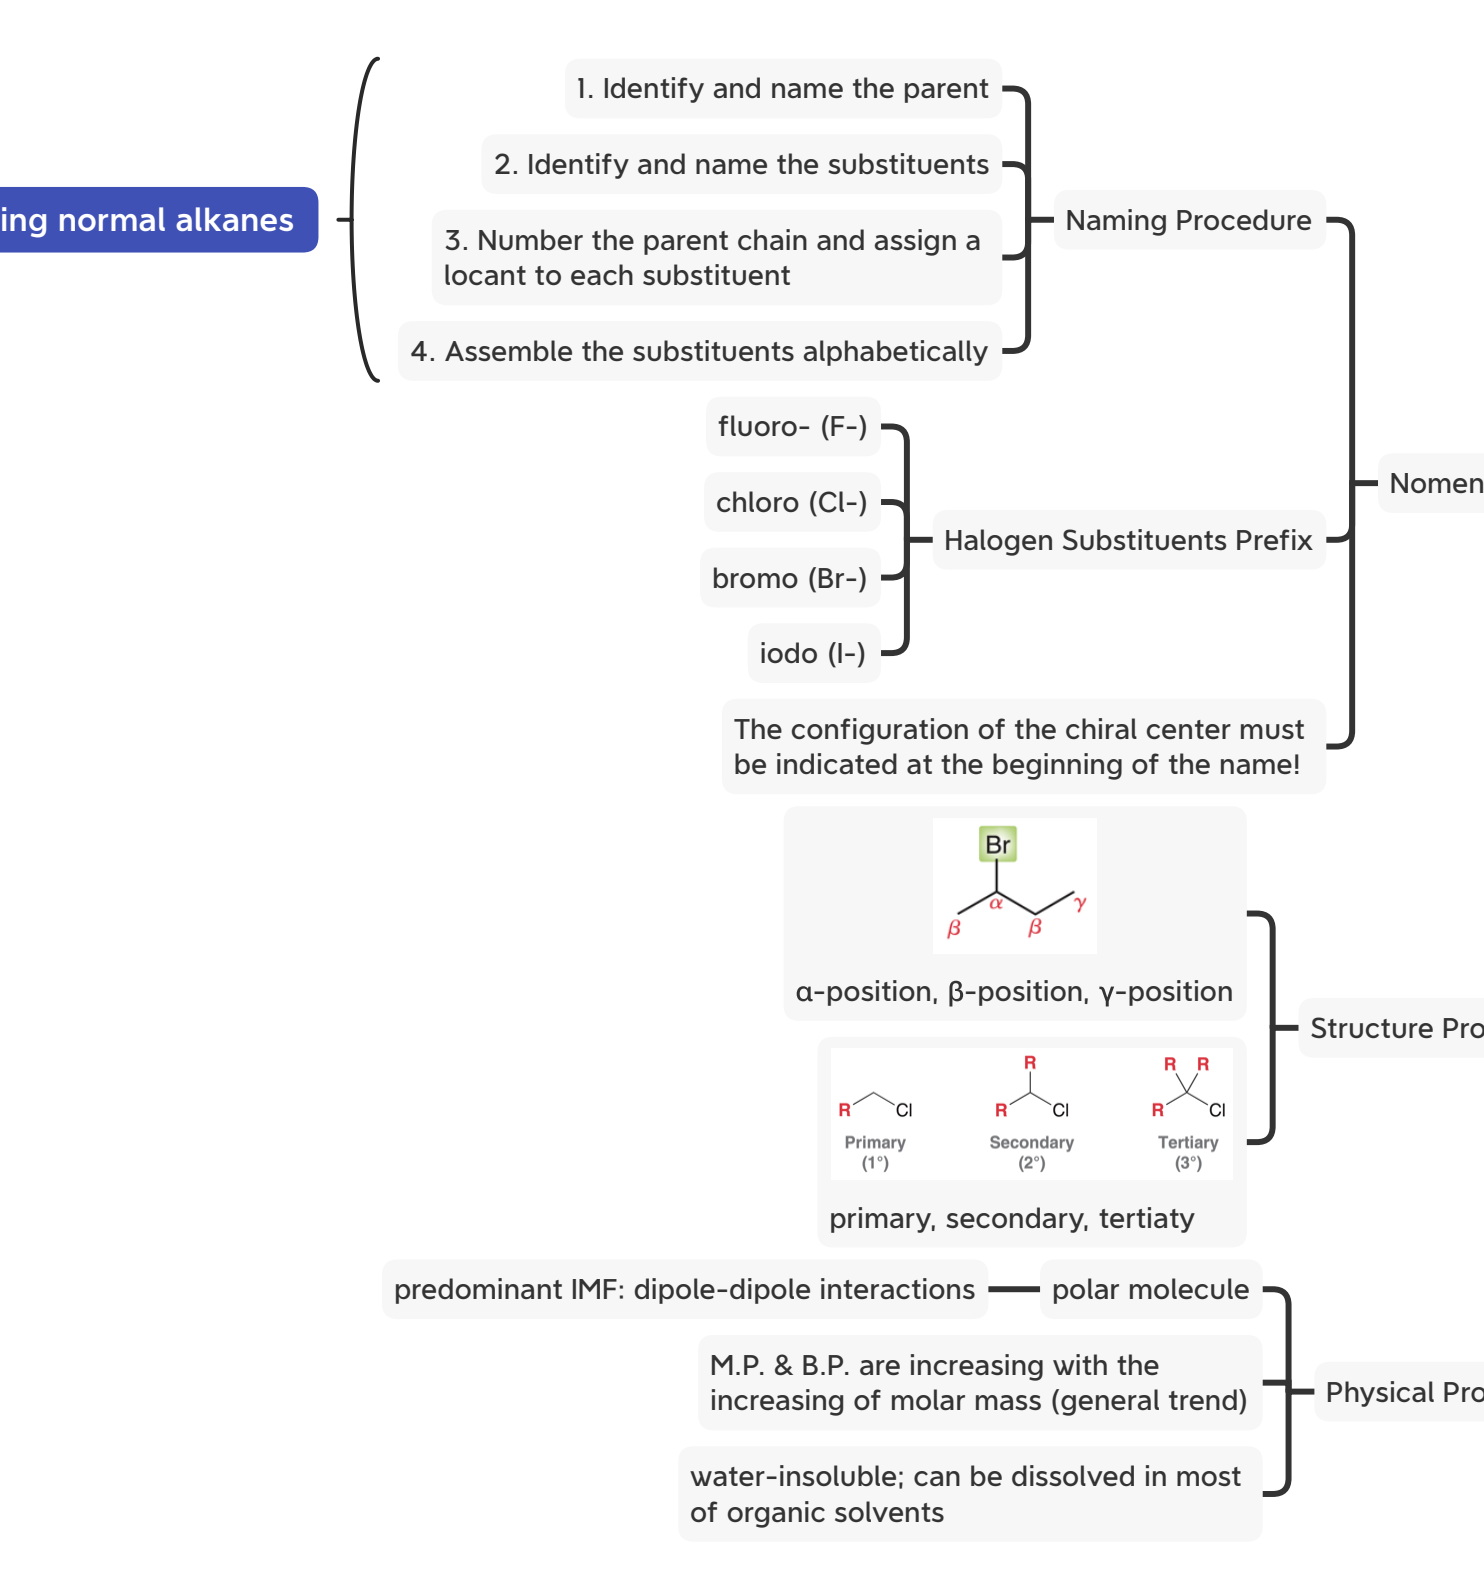 1. Identify and name the parent
2. Identify and name the substituents
ing normal alkanes
3. Number the parent chain and assign a
locant to each substituent
4. Assemble the substituents alphabetically
Naming Procedure
fluoro- (F-)
chloro (Cl-)
bromo (Br-)
iodo (I-)
Halogen Substituents Prefix
Nomen
The configuration of the chiral center must
be indicated at the beginning of the name!
Br
α
γ
β
β
α-position, β-position, γ-position
Structure Pro
R
R R
R Cl
R Cl
R Cl
Primary
(1°)
Secondary
(2°)
Tertiary
(3°)
primary, secondary, tertiaty
predominant IMF: dipole-dipole interactions
polar molecule
M.P. & B.P. are increasing with the
increasing of molar mass (general trend)
Physical Pro
water-insoluble; can be dissolved in most
of organic solvents